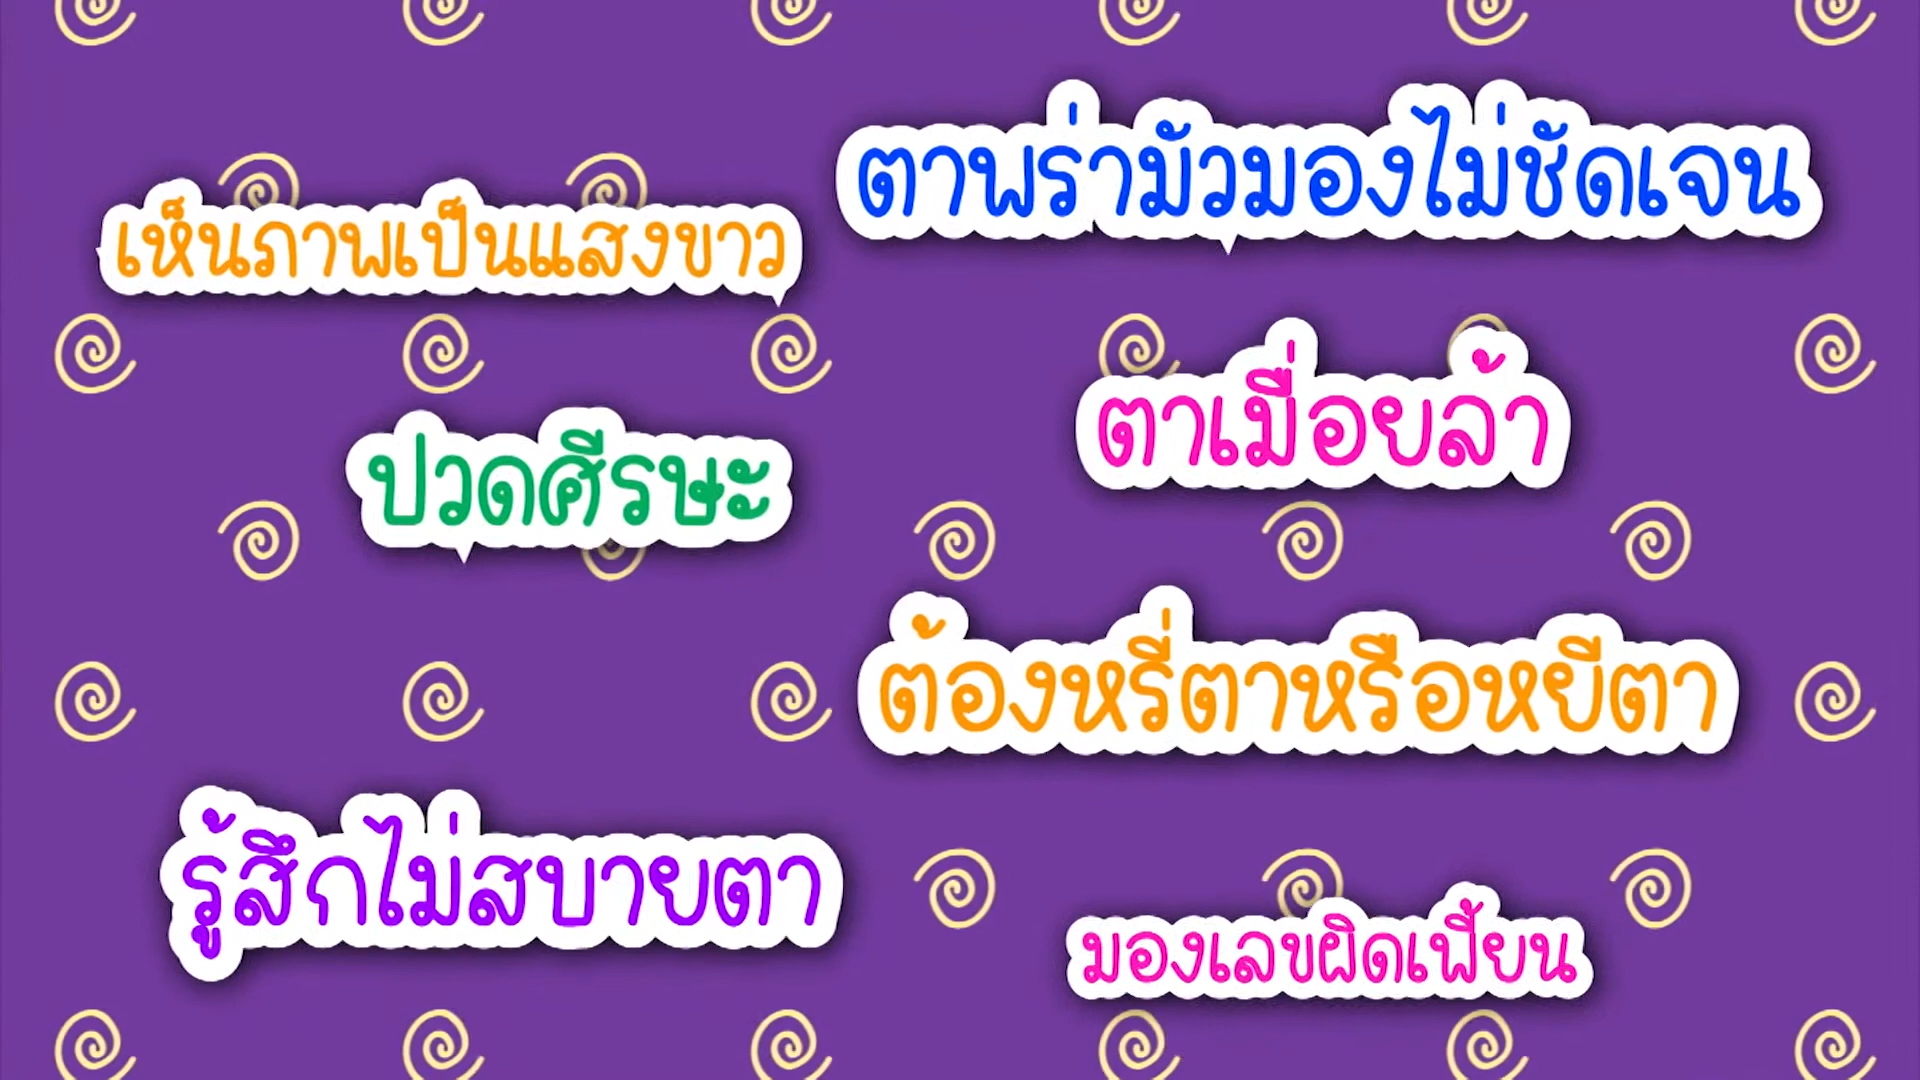 ตาพร่ามัวมองไม่ชัดเจน
เห็นภาพเป็นแสงขาว
ตาเมื่อยล้า
ปวดศีรษะ
ต้องหรี่ตาหรือหยีตา
รู้สึกไม่สบายตา
มองเลขผิดเพี้ยน